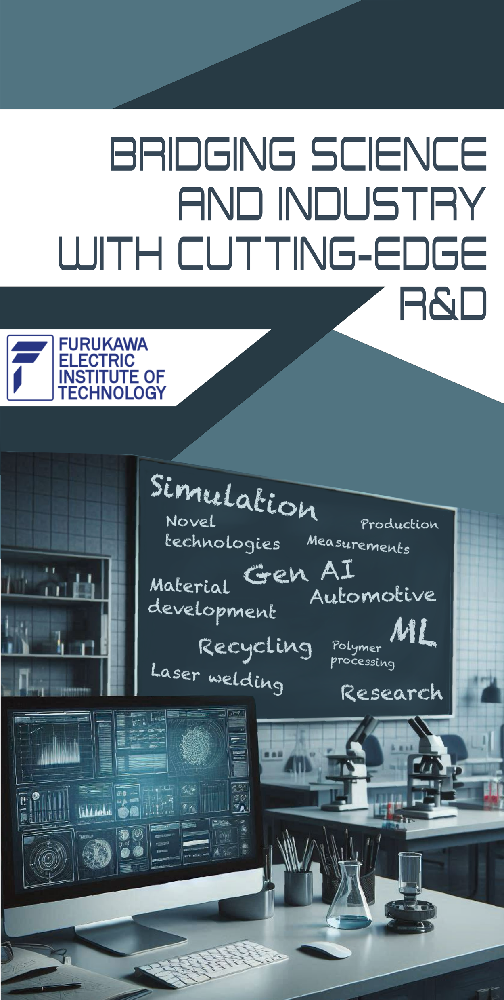 BRIDGING SCIENCE
AND INDUSTRY
WITH CUTTING-EDGE
R&D
FURUKAWA
ELECTRIC
INSTITUTE OF
TECHNOLOGY
Simulation
Novel
technologies
Production
Measurements
Gen AI
Material
development
Automotive
ML
Recycling
Polymer
processing
Laser welding
Research